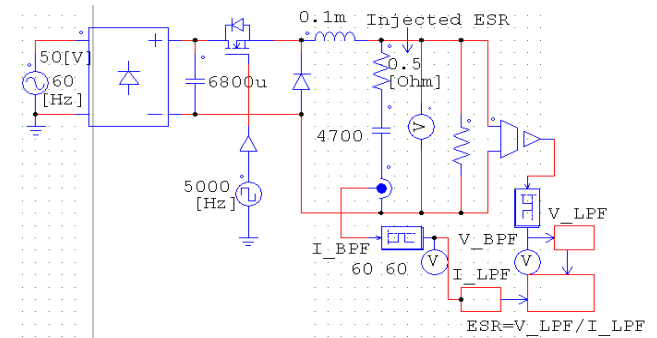 0.1m Injected ESR
50[V]
60
[Hz]
+
−
6800u
0.5
[Ohm]
4700
V
5000
[Hz]
I_BPF
60 60
V
I_LPF
V_BPF
V_LPF
V
ESR=V_LPF/I_LPF